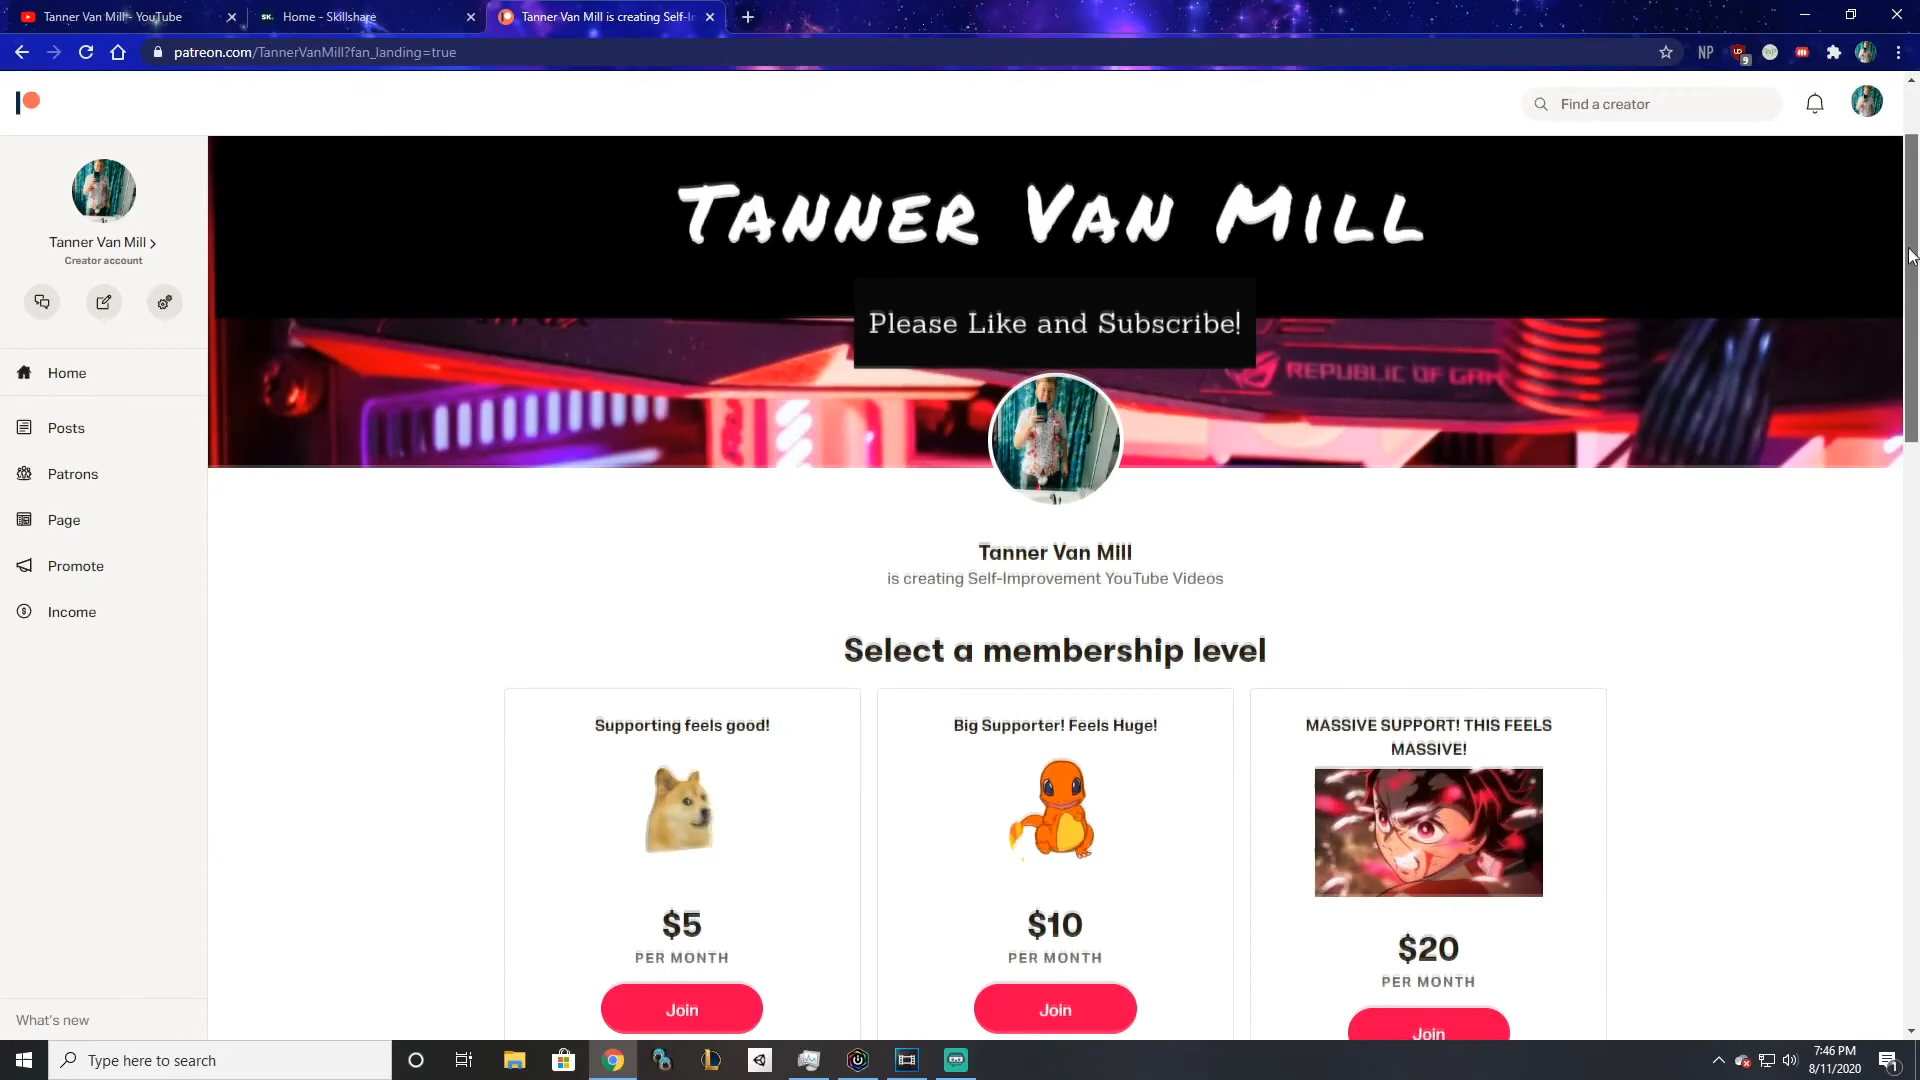 Tanner Van Mill - YouTube
SK. Home - Skillshare
Tanner Van Mill is creating Self-I
patreon.com/TannerVanMill?fan_landing=true
NP
9
Find a creator
TANNER VAN MILL
Please Like and Subscribe!
REPUBLIC OF GAM
Tanner Van Mill
Creator account
Home
Posts
Patrons
Page
Promote
Income
What's new
Tanner Van Mill
is creating Self-Improvement YouTube Videos
Select a membership level
Supporting feels good!
$5
PER MONTH
Join
Big Supporter! Feels Huge!
$10
PER MONTH
Join
MASSIVE SUPPORT! THIS FEELS
MASSIVE!
$20
PER MONTH
Join
Type here to search
7:46 PM
8/11/2020
1